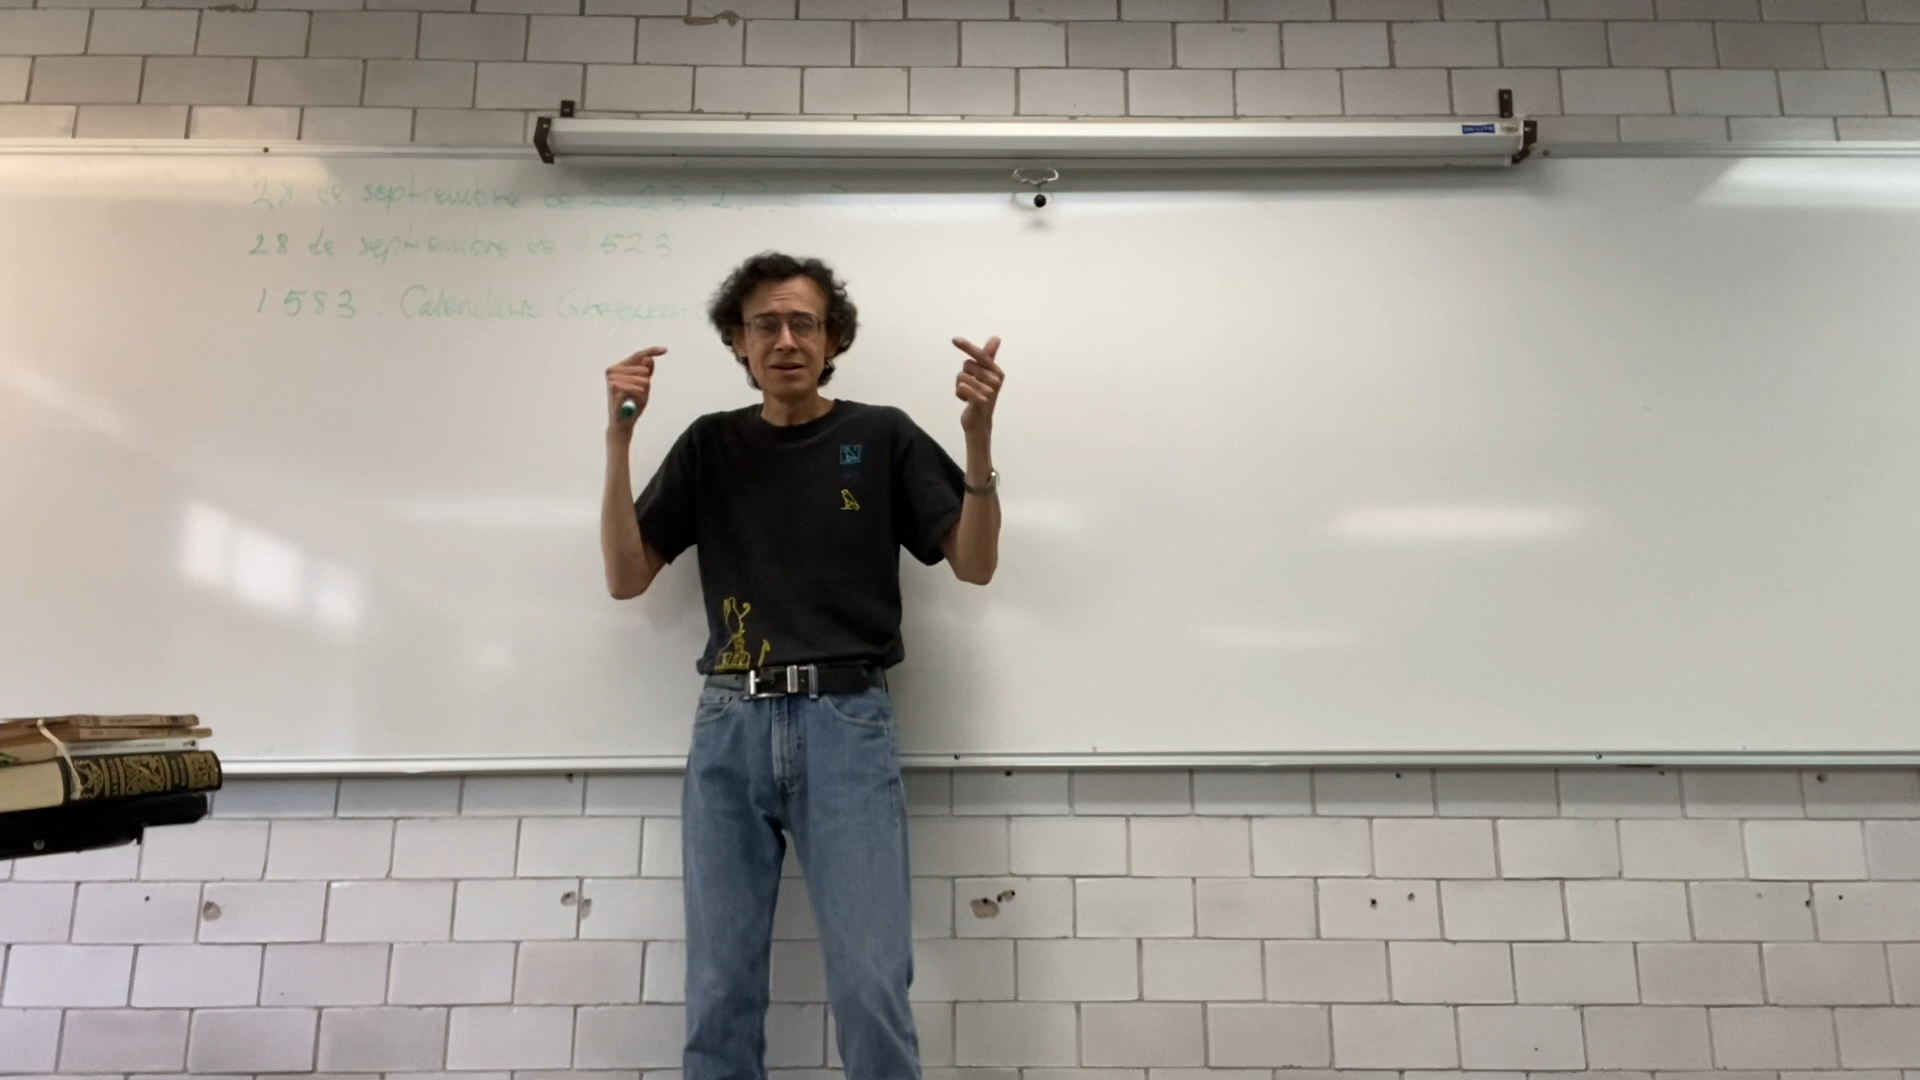 28 de septiembre de 2023
28 de septiembre de 1523
1583: Calendario Gregoriano